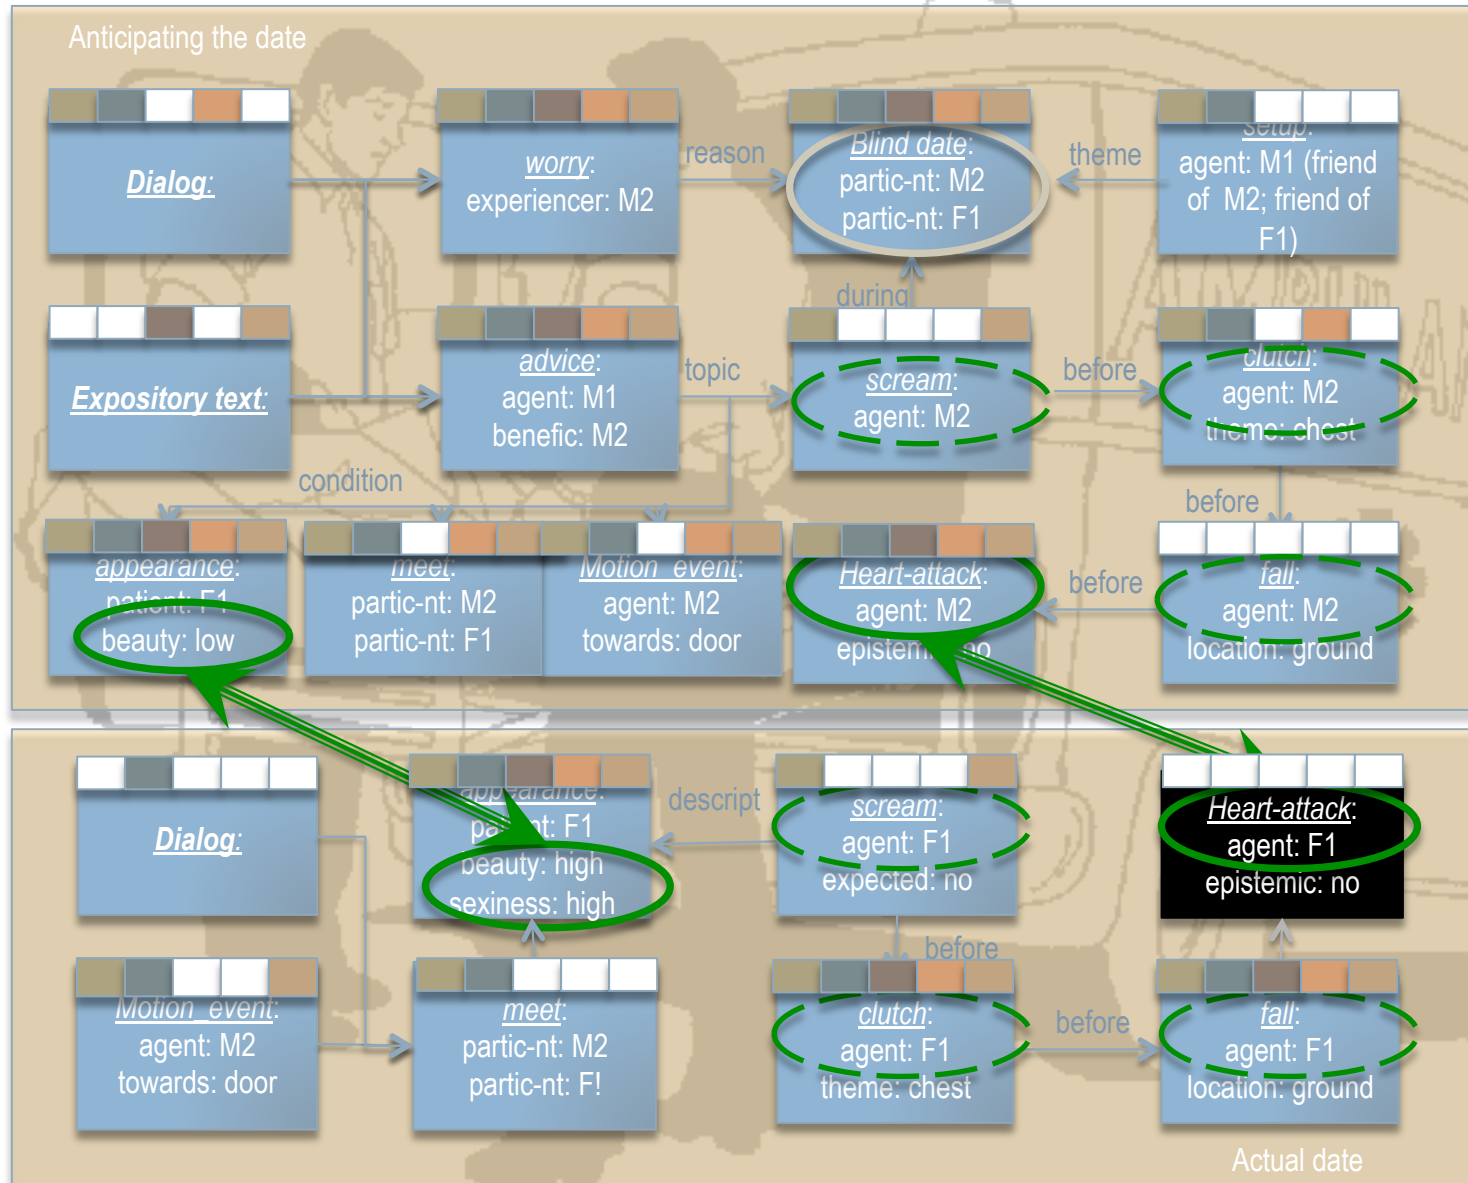 Anticipating the date
Dialog:
worry:
experiencer: M2
reason
Blind date:
partic-nt: M2
partic-nt: F1
theme
setup:
agent: M1 (friend
of M2; friend of
F1)
during
Expository text:
advice:
agent: M1
benefic: M2
topic
scream:
agent: M2
before
clutch:
agent: M2
theme: chest
condition
before
appearance:
patient: F1
beauty: low
meet:
partic-nt: M2
partic-nt: F1
Motion_event:
agent: M2
towards: door
Heart-attack:
agent: M2
epistemic: no
before
fall:
agent: M2
location: ground
Dialog:
appearance:
patient: F1
beauty: high
sexiness: high
descript
scream:
agent: F1
expected: no
Heart-attack:
agent: F1
epistemic: no
before
Motion_event:
agent: M2
towards: door
meet:
partic-nt: M2
partic-nt: F!
clutch:
agent: F1
theme: chest
before
fall:
agent: F1
location: ground
Actual date